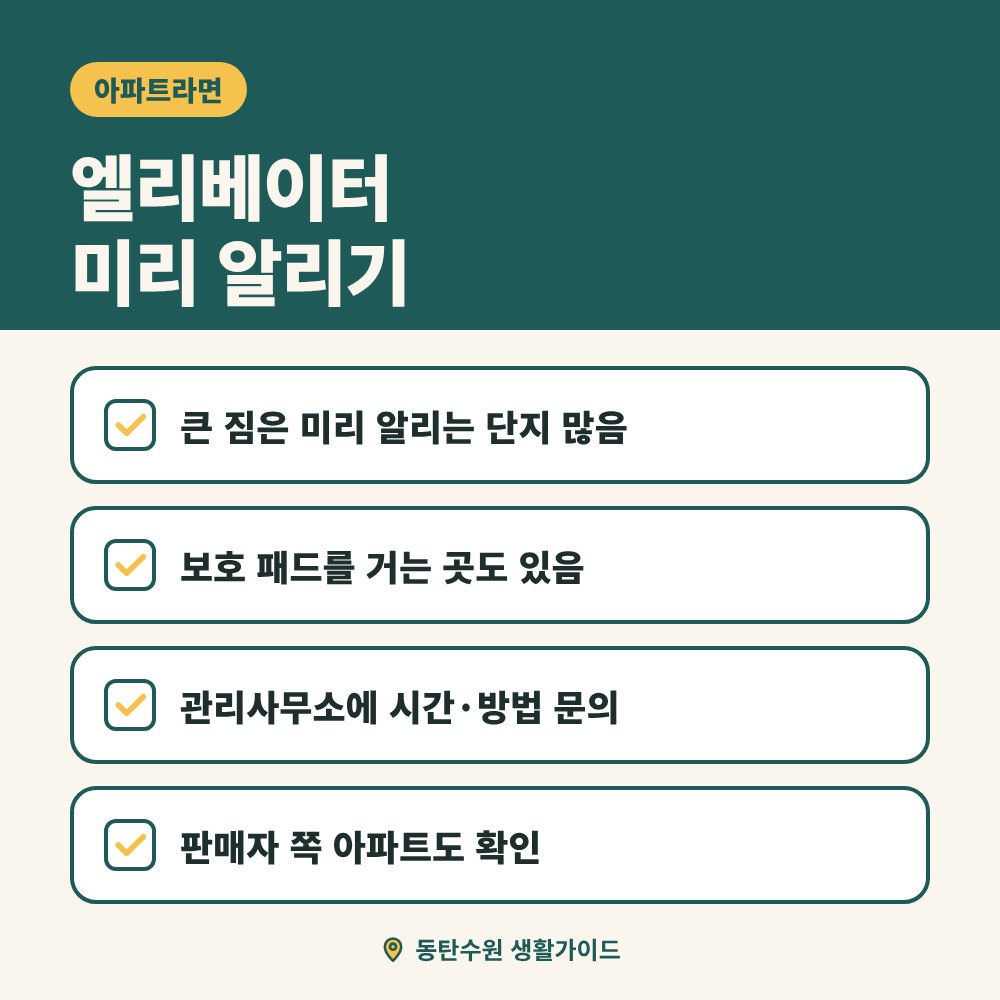 아파트라면
엘리베이터
미리 알리기
큰 짐은 미리 알리는 단지 많음
보호 패드를 거는 곳도 있음
관리사무소에 시간·방법 문의
판매자 쪽 아파트도 확인
동탄수원 생활가이드